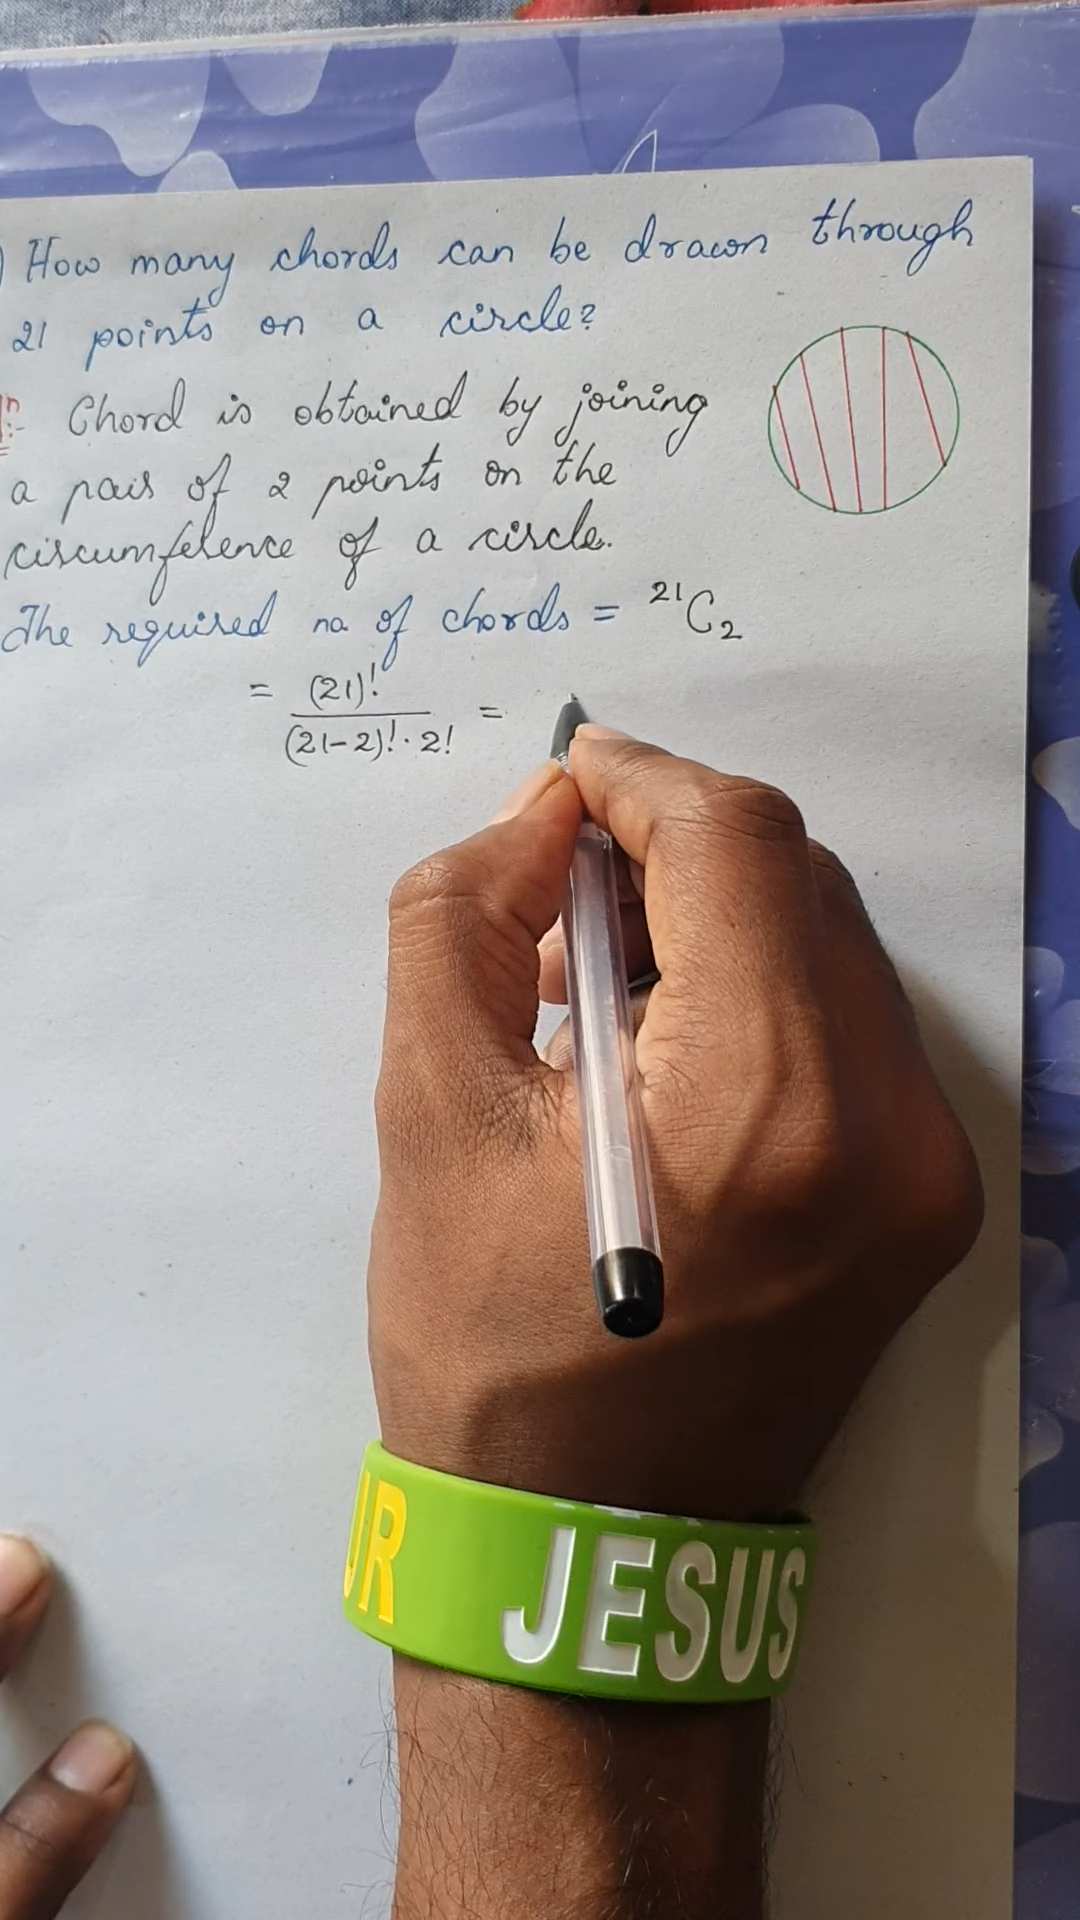 ) How many chords can be drawn through
21 points on a circle?
n:- Chord is obtained by joining
a pair of 2 points on the
circumference of a circle.
The required no. of chords = ²¹C₂
= (21)! / (21-2)! · 2! =
UR JESUS